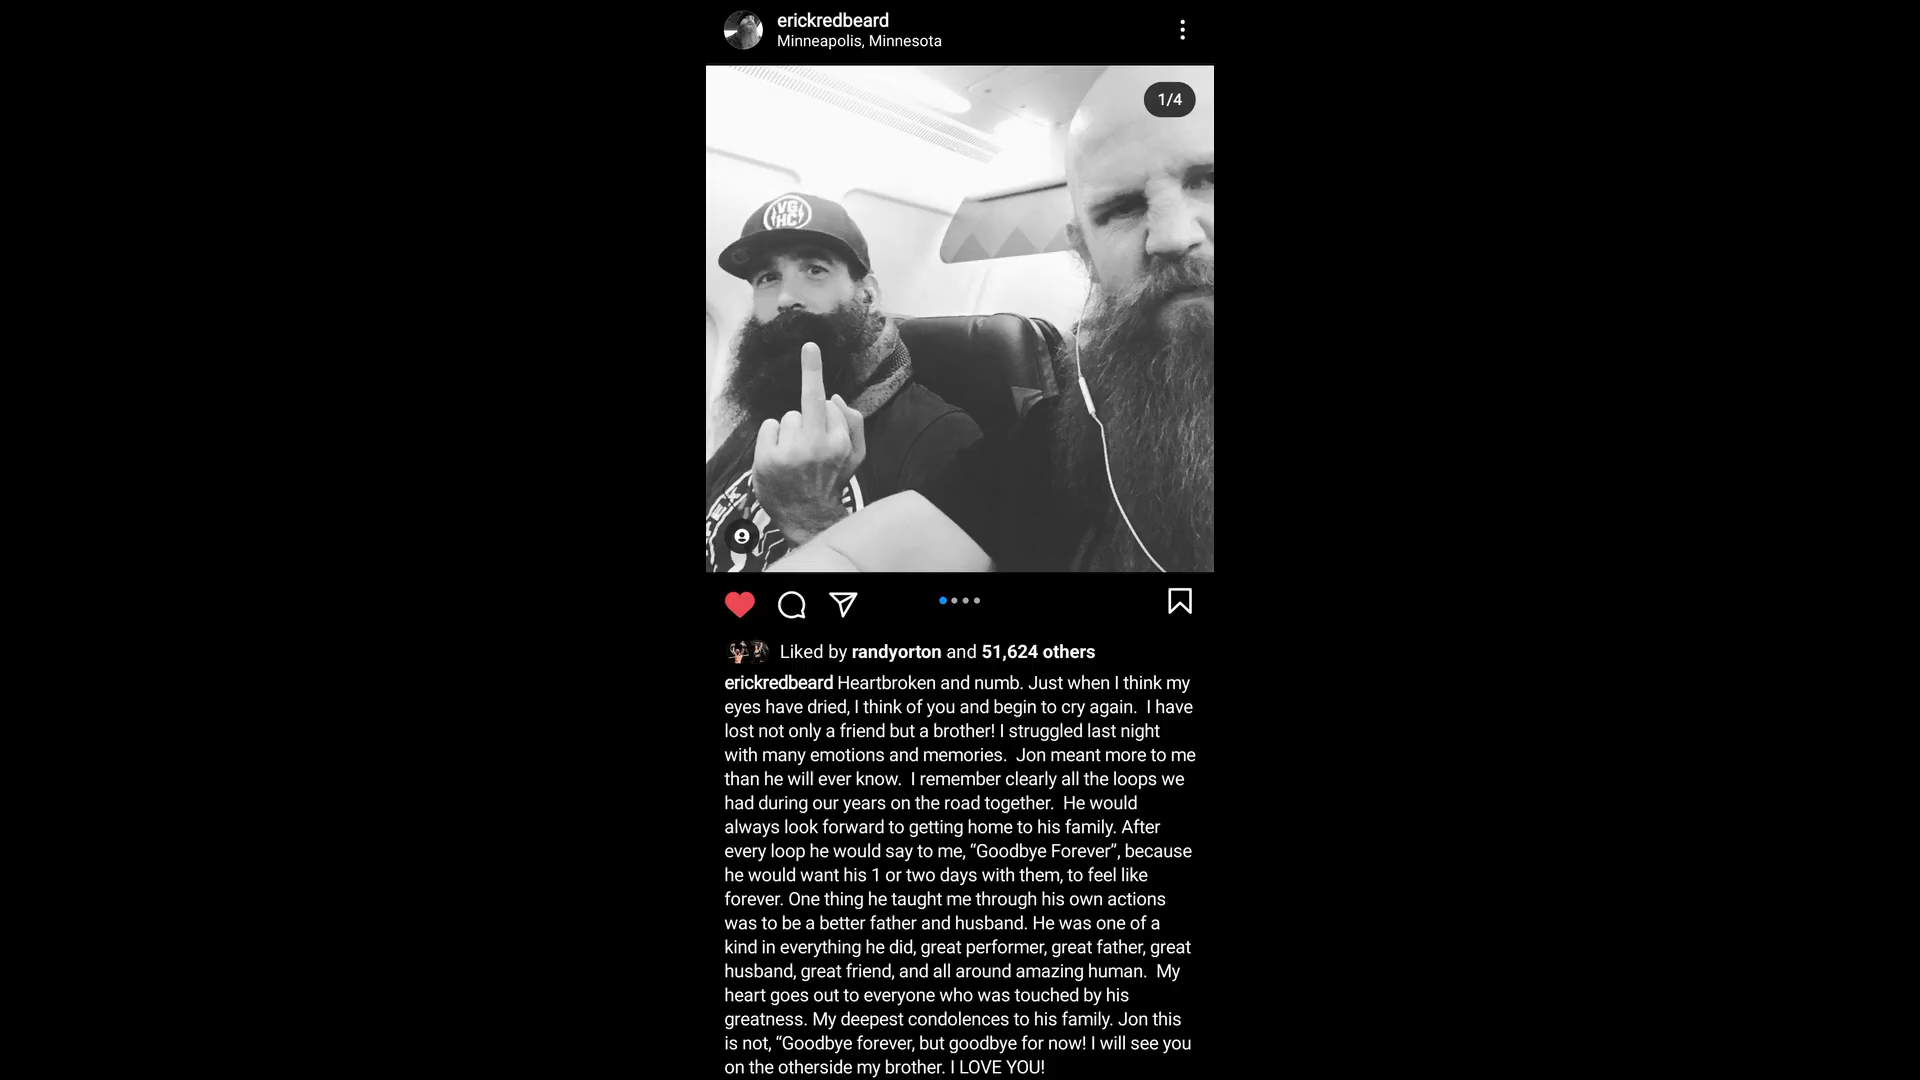 erickredbeard
Minneapolis, Minnesota
1/4
VG
HC
Liked by randyorton and 51,624 others
erickredbeard Heartbroken and numb. Just when I think my
eyes have dried, I think of you and begin to cry again.  I have
lost not only a friend but a brother! I struggled last night
with many emotions and memories.  Jon meant more to me
than he will ever know.  I remember clearly all the loops we
had during our years on the road together.  He would
always look forward to getting home to his family. After
every loop he would say to me, “Goodbye Forever”, because
he would want his 1 or two days with them, to feel like
forever. One thing he taught me through his own actions
was to be a better father and husband. He was one of a
kind in everything he did, great performer, great father, great
husband, great friend, and all around amazing human.  My
heart goes out to everyone who was touched by his
greatness. My deepest condolences to his family. Jon this
is not, “Goodbye forever, but goodbye for now! I will see you
on the otherside my brother. I LOVE YOU!